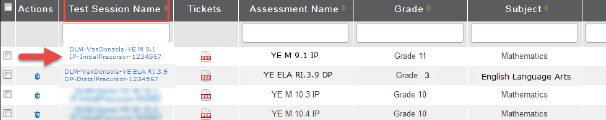 Actions Test Session Name Tickets Assessment Name Grade Subject
DLM-VanDonsola-YE M 9.1
IP-InitialPrecursor-1234567 YE M 9.1 IP Grade 11 Mathematics
DLM-VanDonsola-YE ELA RI.3.9
DP-DistalPrecursor-1234567 YE ELA RI.3.9 DP Grade 3 English Language Arts
YE M 10.3 IP Grade 10 Mathematics
YE M 10.4 IP Grade 10 Mathematics